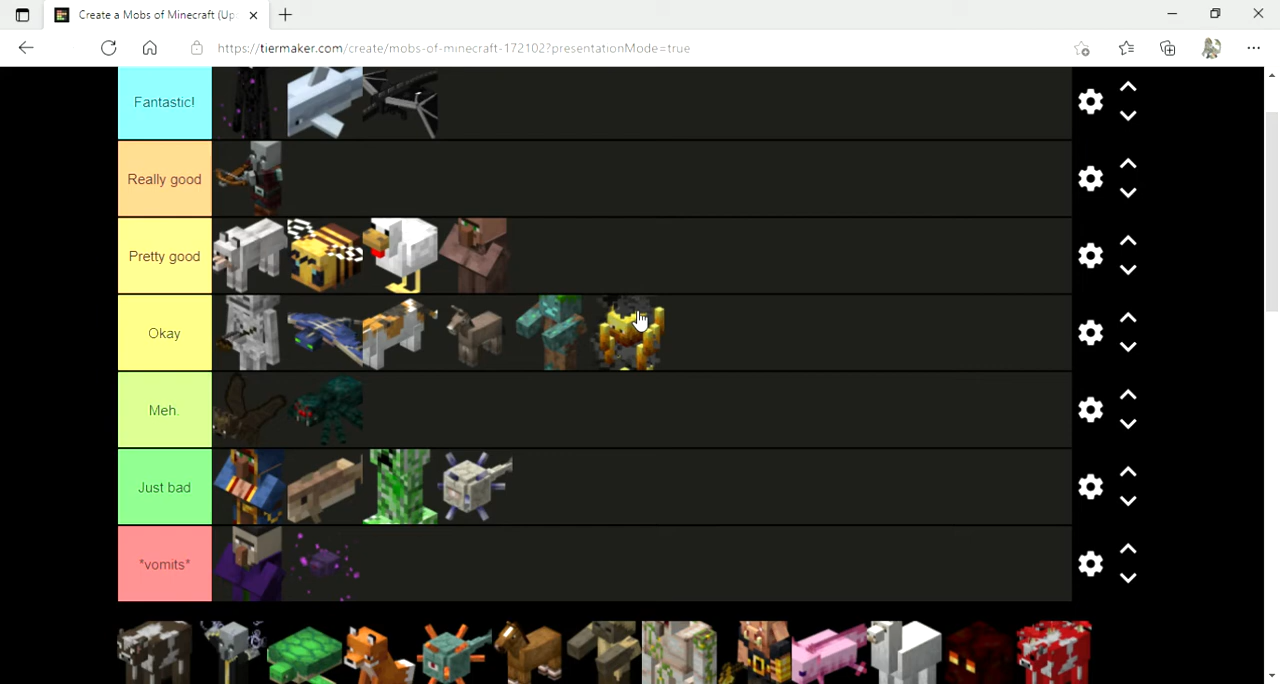 Create a Mobs of Minecraft (Up
https://tiermaker.com/create/mobs-of-minecraft-172102?presentationMode=true
Fantastic!
Really good
Pretty good
Okay
Meh.
Just bad
*vomits*